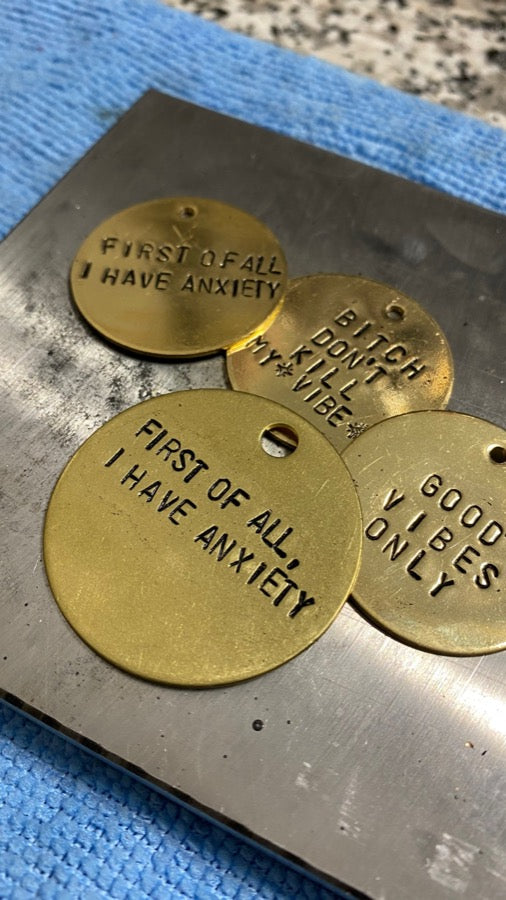 FIRST OF ALL
I HAVE ANXIETY
BITCH
DON'T
KILL
MY*VIBE*
FIRST OF ALL,
I HAVE ANXIETY
GOOD
VIBES
ONLY